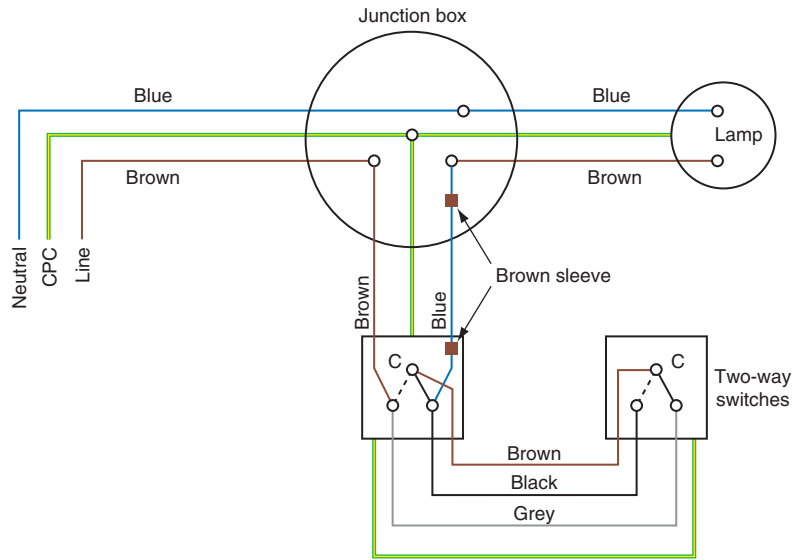 Junction box
Blue
Blue
Lamp
Brown
Brown
Neutral
CPC
Line
Brown
Blue
Brown sleeve
C
C
Two-way
switches
Brown
Black
Grey